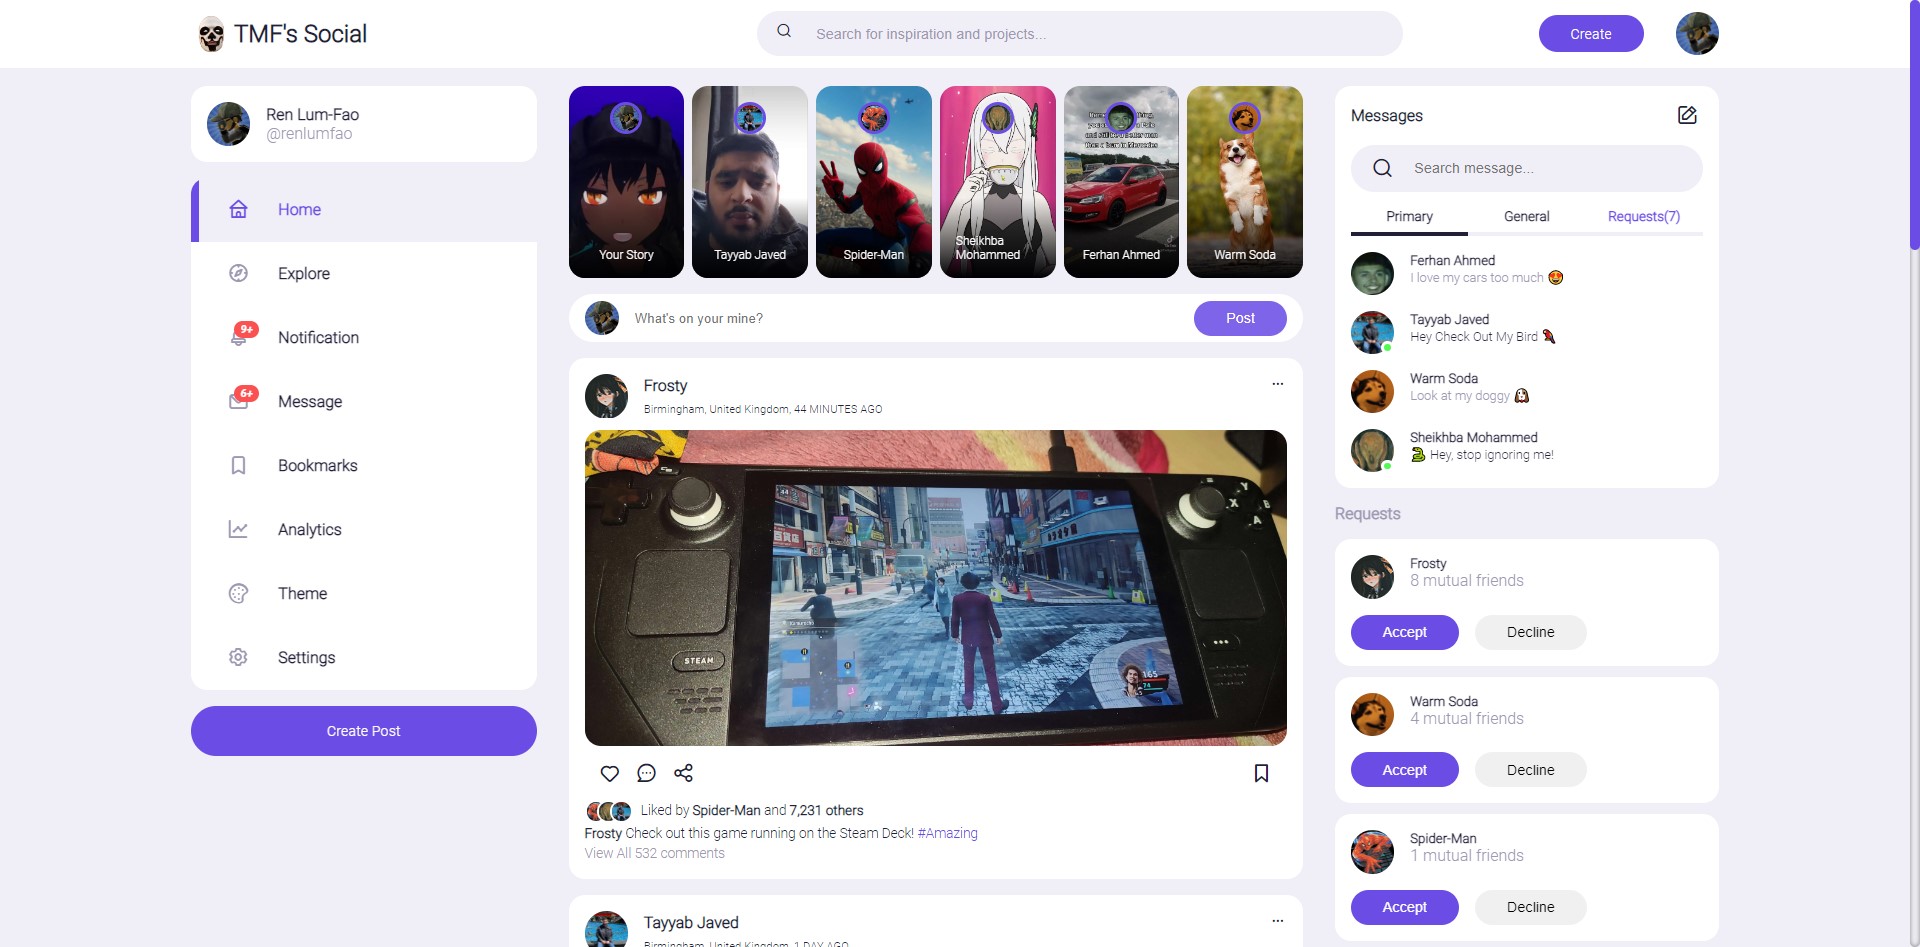 TMF's Social
Search for inspiration and projects...
Create
Ren Lum-Fao
@renlumfao
Home
Explore
9+
Notification
6+
Message
Bookmarks
Analytics
Theme
Settings
Create Post
Your Story
Tayyab Javed
Spider-Man
Sheikhba
Mohammed
Ferhan Ahmed
Warm Soda
What's on your mine?
Post
Frosty
Birmingham, United Kingdom, 44 MINUTES AGO
STEAM
Y
X
B
A
165
74
Liked by Spider-Man and 7,231 others
Frosty Check out this game running on the Steam Deck! #Amazing
View All 532 comments
Tayyab Javed
Birmingham, United Kingdom, 1 DAY AGO
Messages
Search message...
Primary
General
Requests(7)
Ferhan Ahmed
I love my cars too much 😍
Tayyab Javed
Hey Check Out My Bird 🦜
Warm Soda
Look at my doggy 🐶
Sheikhba Mohammed
🐍 Hey, stop ignoring me!
Requests
Frosty
8 mutual friends
Accept
Decline
Warm Soda
4 mutual friends
Accept
Decline
Spider-Man
1 mutual friends
Accept
Decline